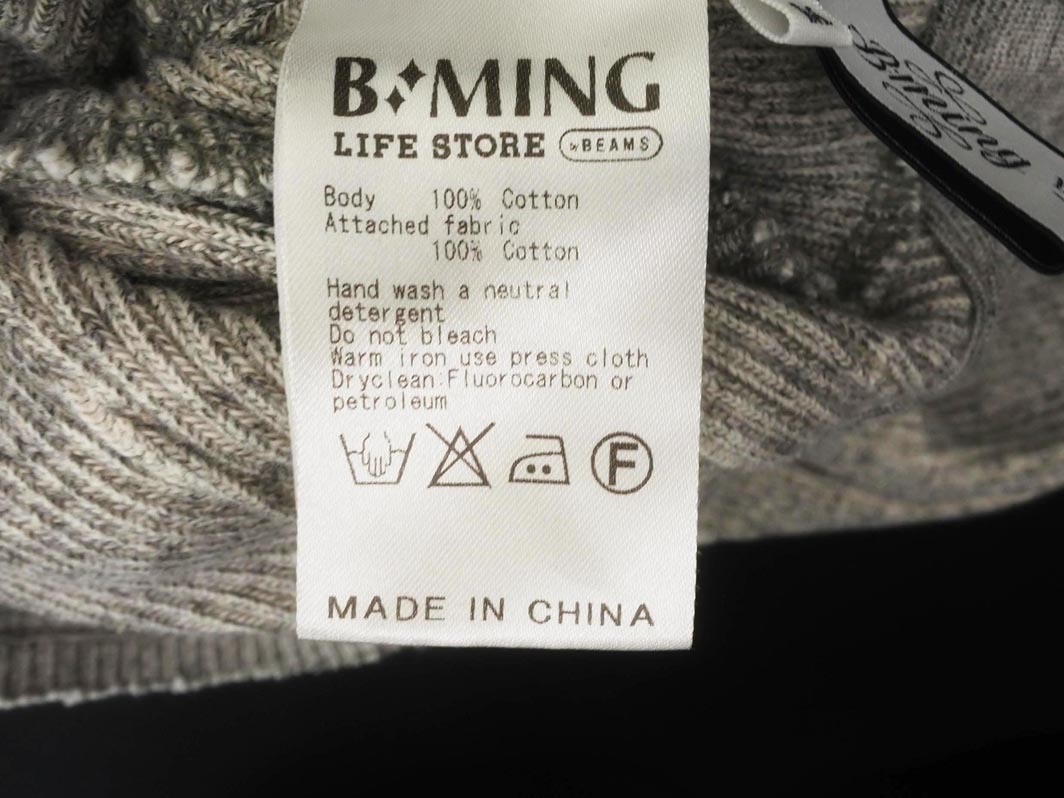 B MING
LIFE STORE by BEAMS
Body 100% Cotton
Attached fabric
100% Cotton
Hand wash a neutral
detergent
Do not bleach
Warm iron use press cloth
Dryclean:Fluorocarbon or
petroleum
F
MADE IN CHINA